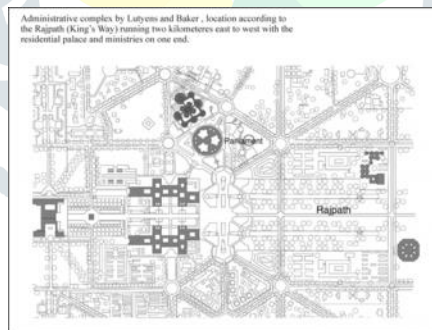 Administrative complex by Lutyens and Baker , location according to
the Rajpath (King's Way) running two kilometeres east to west with the
residential palace and ministries on one end.
Parliament
Rajpath